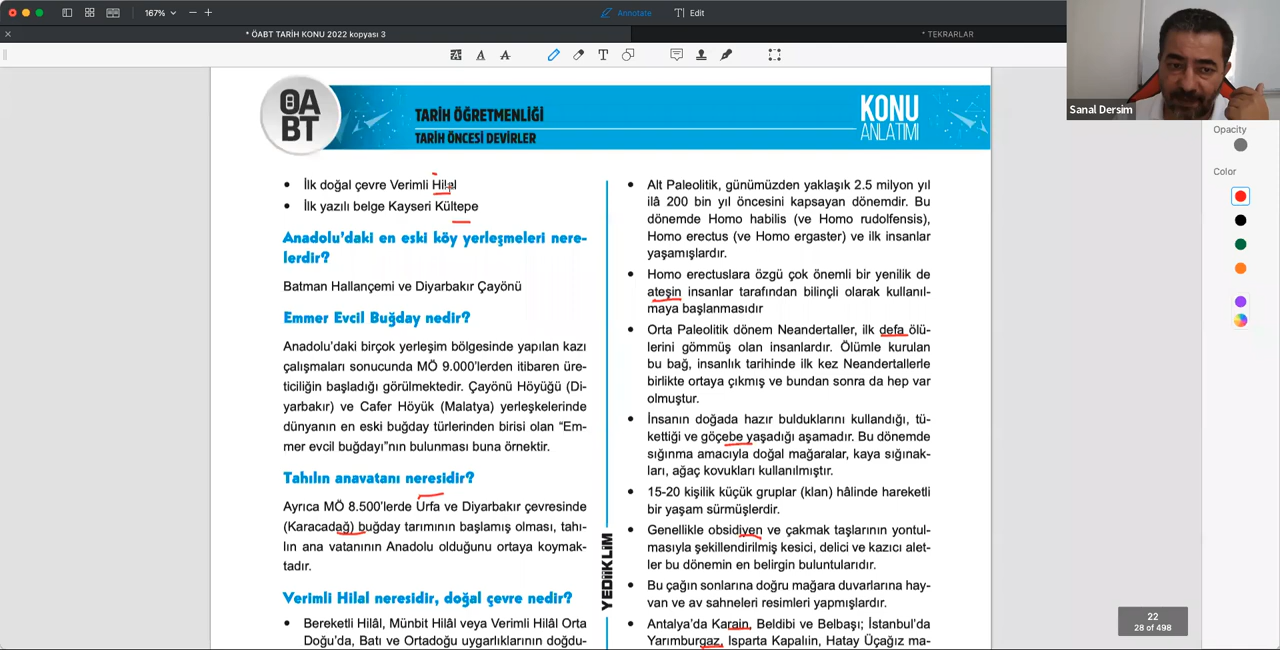 167%
Annotate
Edit
* ÖABT TARİH KONU 2022 kopyası 3
* TEKRARLAR
Sanal Dersim
Opacity
Color
ÖA
BT
TARİH ÖĞRETMENLİĞİ
TARİH ÖNCESİ DEVİRLER
KONU
ANLATIMI
• İlk doğal çevre Verimli Hilal
• İlk yazılı belge Kayseri Kültepe
Anadolu'daki en eski köy yerleşmeleri nere-
lerdir?
Batman Hallançemi ve Diyarbakır Çayönü
Emmer Evcil Buğday nedir?
Anadolu'daki birçok yerleşim bölgesinde yapılan kazı
çalışmaları sonucunda MÖ 9.000'lerden itibaren üre-
ticiliğin başladığı görülmektedir. Çayönü Höyüğü (Di-
yarbakır) ve Cafer Höyük (Malatya) yerleşkelerinde
dünyanın en eski buğday türlerinden birisi olan "Em-
mer evcil buğdayı"nın bulunması buna örnektir.
Tahılın anavatanı neresidir?
Ayrıca MÖ 8.500'lerde Urfa ve Diyarbakır çevresinde
(Karacadağ) buğday tarımının başlamış olması, tahı-
lın ana vatanının Anadolu olduğunu ortaya koymak-
tadır.
Verimli Hilal neresidir, doğal çevre nedir?
• Bereketli Hilâl, Münbit Hilâl veya Verimli Hilâl Orta
Doğu'da, Batı ve Ortadoğu uygarlıklarının doğdu-
YEDİİKLİM
• Alt Paleolitik, günümüzden yaklaşık 2.5 milyon yıl
ilâ 200 bin yıl öncesini kapsayan dönemdir. Bu
dönemde Homo habilis (ve Homo rudolfensis),
Homo erectus (ve Homo ergaster) ve ilk insanlar
yaşamışlardır.
• Homo erectuslara özgü çok önemli bir yenilik de
ateşin insanlar tarafından bilinçli olarak kullanıl-
maya başlanmasıdır
• Orta Paleolitik dönem Neandertaller, ilk defa ölü-
lerini gömmüş olan insanlardır. Ölümle kurulan
bu bağ, insanlık tarihinde ilk kez Neandertallerle
birlikte ortaya çıkmış ve bundan sonra da hep var
olmuştur.
• İnsanın doğada hazır bulduklarını kullandığı, tü-
kettiği ve göçebe yaşadığı aşamadır. Bu dönemde
sığınma amacıyla doğal mağaralar, kaya sığınak-
ları, ağaç kovukları kullanılmıştır.
• 15-20 kişilik küçük gruplar (klan) hâlinde hareketli
bir yaşam sürmüşlerdir.
• Genellikle obsidiyen ve çakmak taşlarının yontul-
masıyla şekillendirilmiş kesici, delici ve kazıcı alet-
ler bu dönemin en belirgin buluntularıdır.
• Bu çağın sonlarına doğru mağara duvarlarına hay-
van ve av sahneleri resimleri yapmışlardır.
• Antalya'da Karain, Beldibi ve Belbaşı; İstanbul'da
Yarımburgaz, Isparta Kapalıin, Hatay Üçağız ma-
22
28 of 498